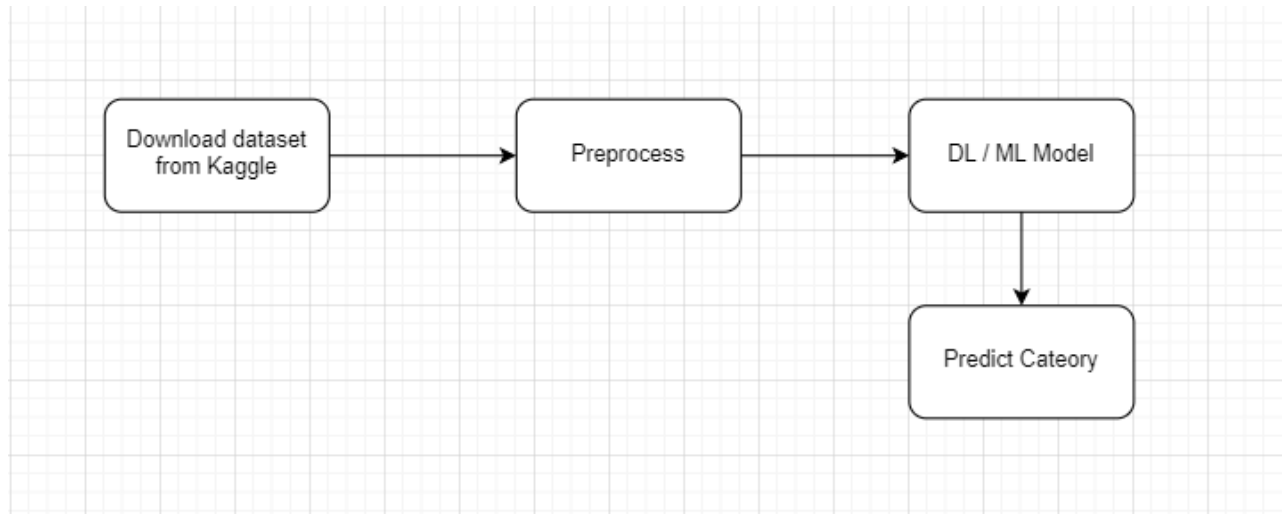 Download dataset
from Kaggle
Preprocess
DL / ML Model
Predict Cateory